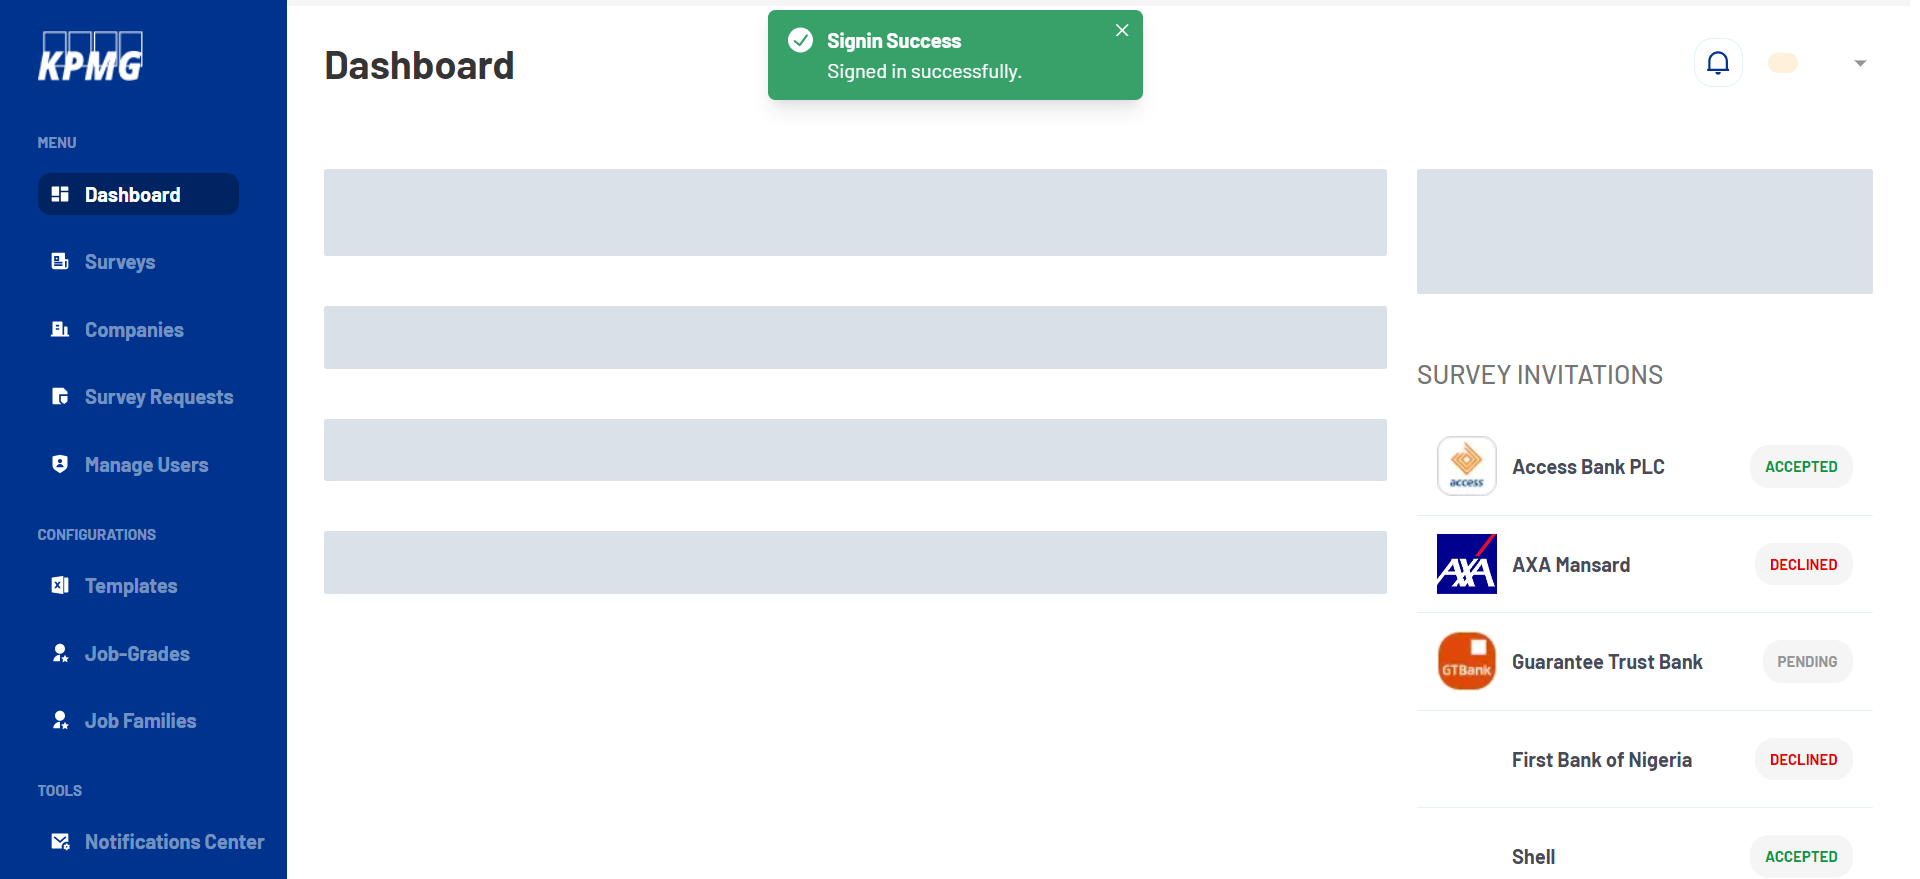 KPMG
MENU
Dashboard
Surveys
Companies
Survey Requests
Manage Users
CONFIGURATIONS
Templates
Job-Grades
Job Families
TOOLS
Notifications Center
Dashboard
Signin Success
Signed in successfully.
SURVEY INVITATIONS
access
Access Bank PLC
ACCEPTED
AXA
AXA Mansard
DECLINED
GTBank
Guarantee Trust Bank
PENDING
First Bank of Nigeria
DECLINED
Shell
ACCEPTED